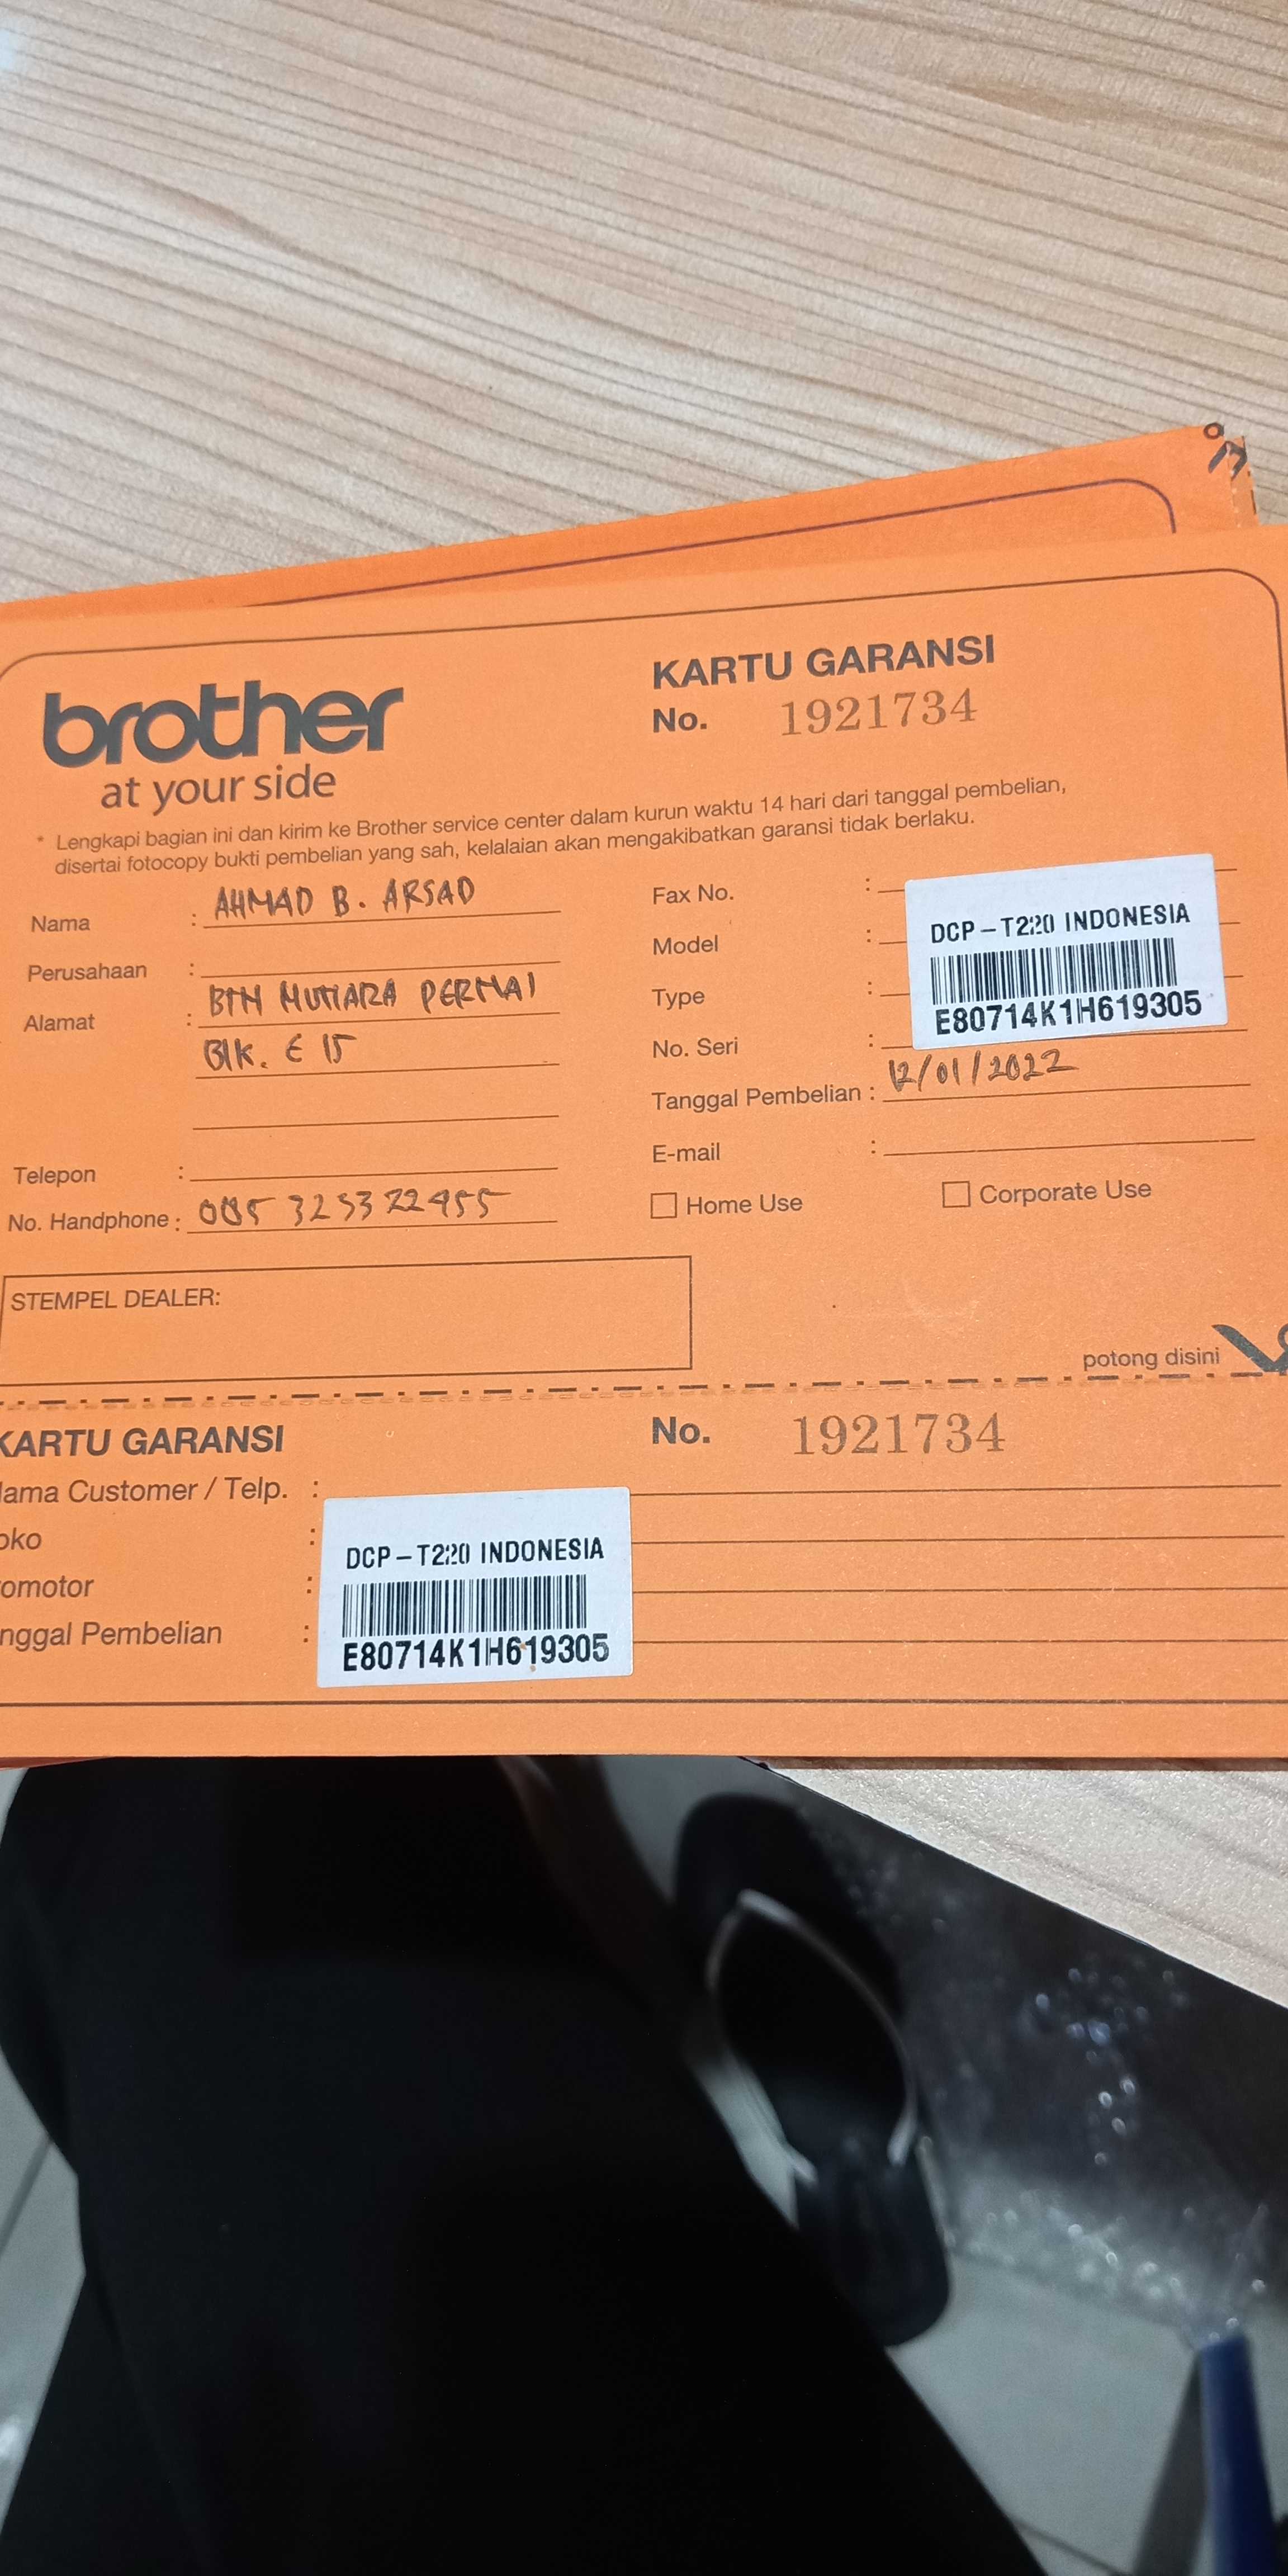 brother
at your side
KARTU GARANSI
No. 1921734
* Lengkapi bagian ini dan kirim ke Brother service center dalam kurun waktu 14 hari dari tanggal pembelian,
disertai fotocopy bukti pembelian yang sah, kelalaian akan mengakibatkan garansi tidak berlaku.
Nama : AHMAD B. ARSAD
Perusahaan :
Alamat : BTN MUTIARA PERMAI
Blk. E 15
Telepon :
No. Handphone :
Fax No. :
Model :
Type :
No. Seri :
DCP-T220 INDONESIA
E80714K1H619305
Tanggal Pembelian : 12/01/2022
E-mail :
Home Use
Corporate Use
STEMPEL DEALER:
potong disini
KARTU GARANSI
No. 1921734
ama Customer / Telp. :
oko :
omotor :
nggal Pembelian :
DCP-T220 INDONESIA
E80714K1H619305